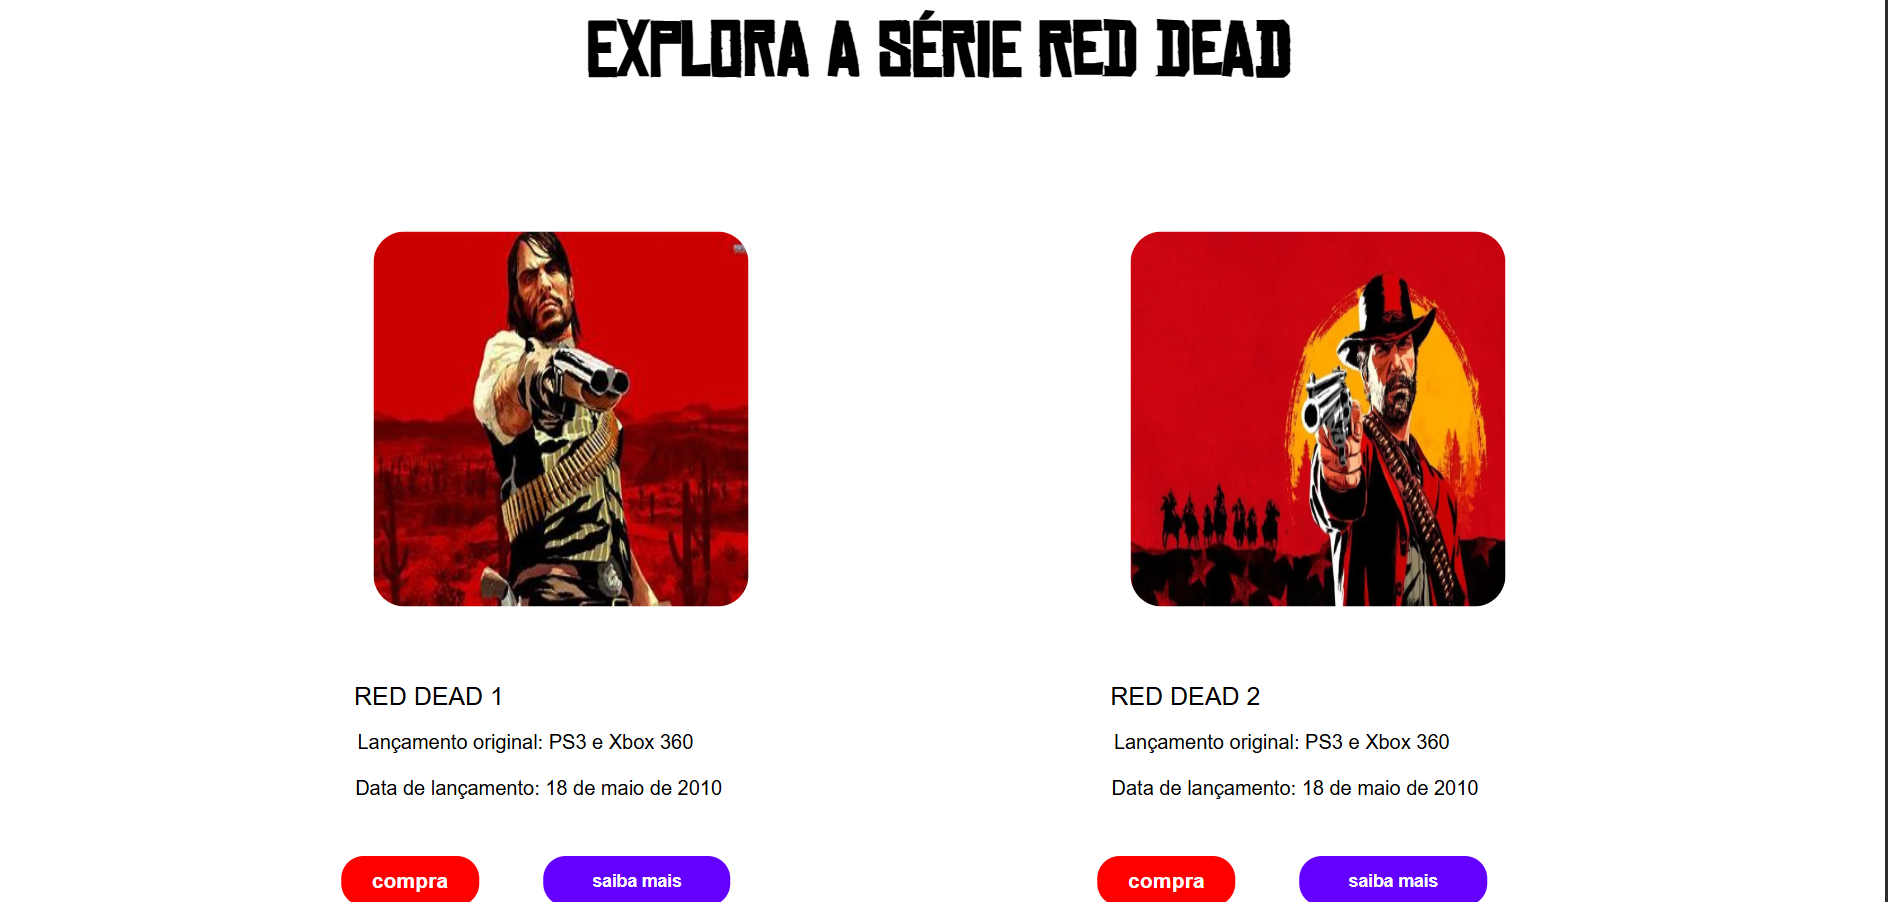 EXPLORA A SÉRIE RED DEAD
RED DEAD 1
Lançamento original: PS3 e Xbox 360
Data de lançamento: 18 de maio de 2010
compra
saiba mais
RED DEAD 2
Lançamento original: PS3 e Xbox 360
Data de lançamento: 18 de maio de 2010
compra
saiba mais